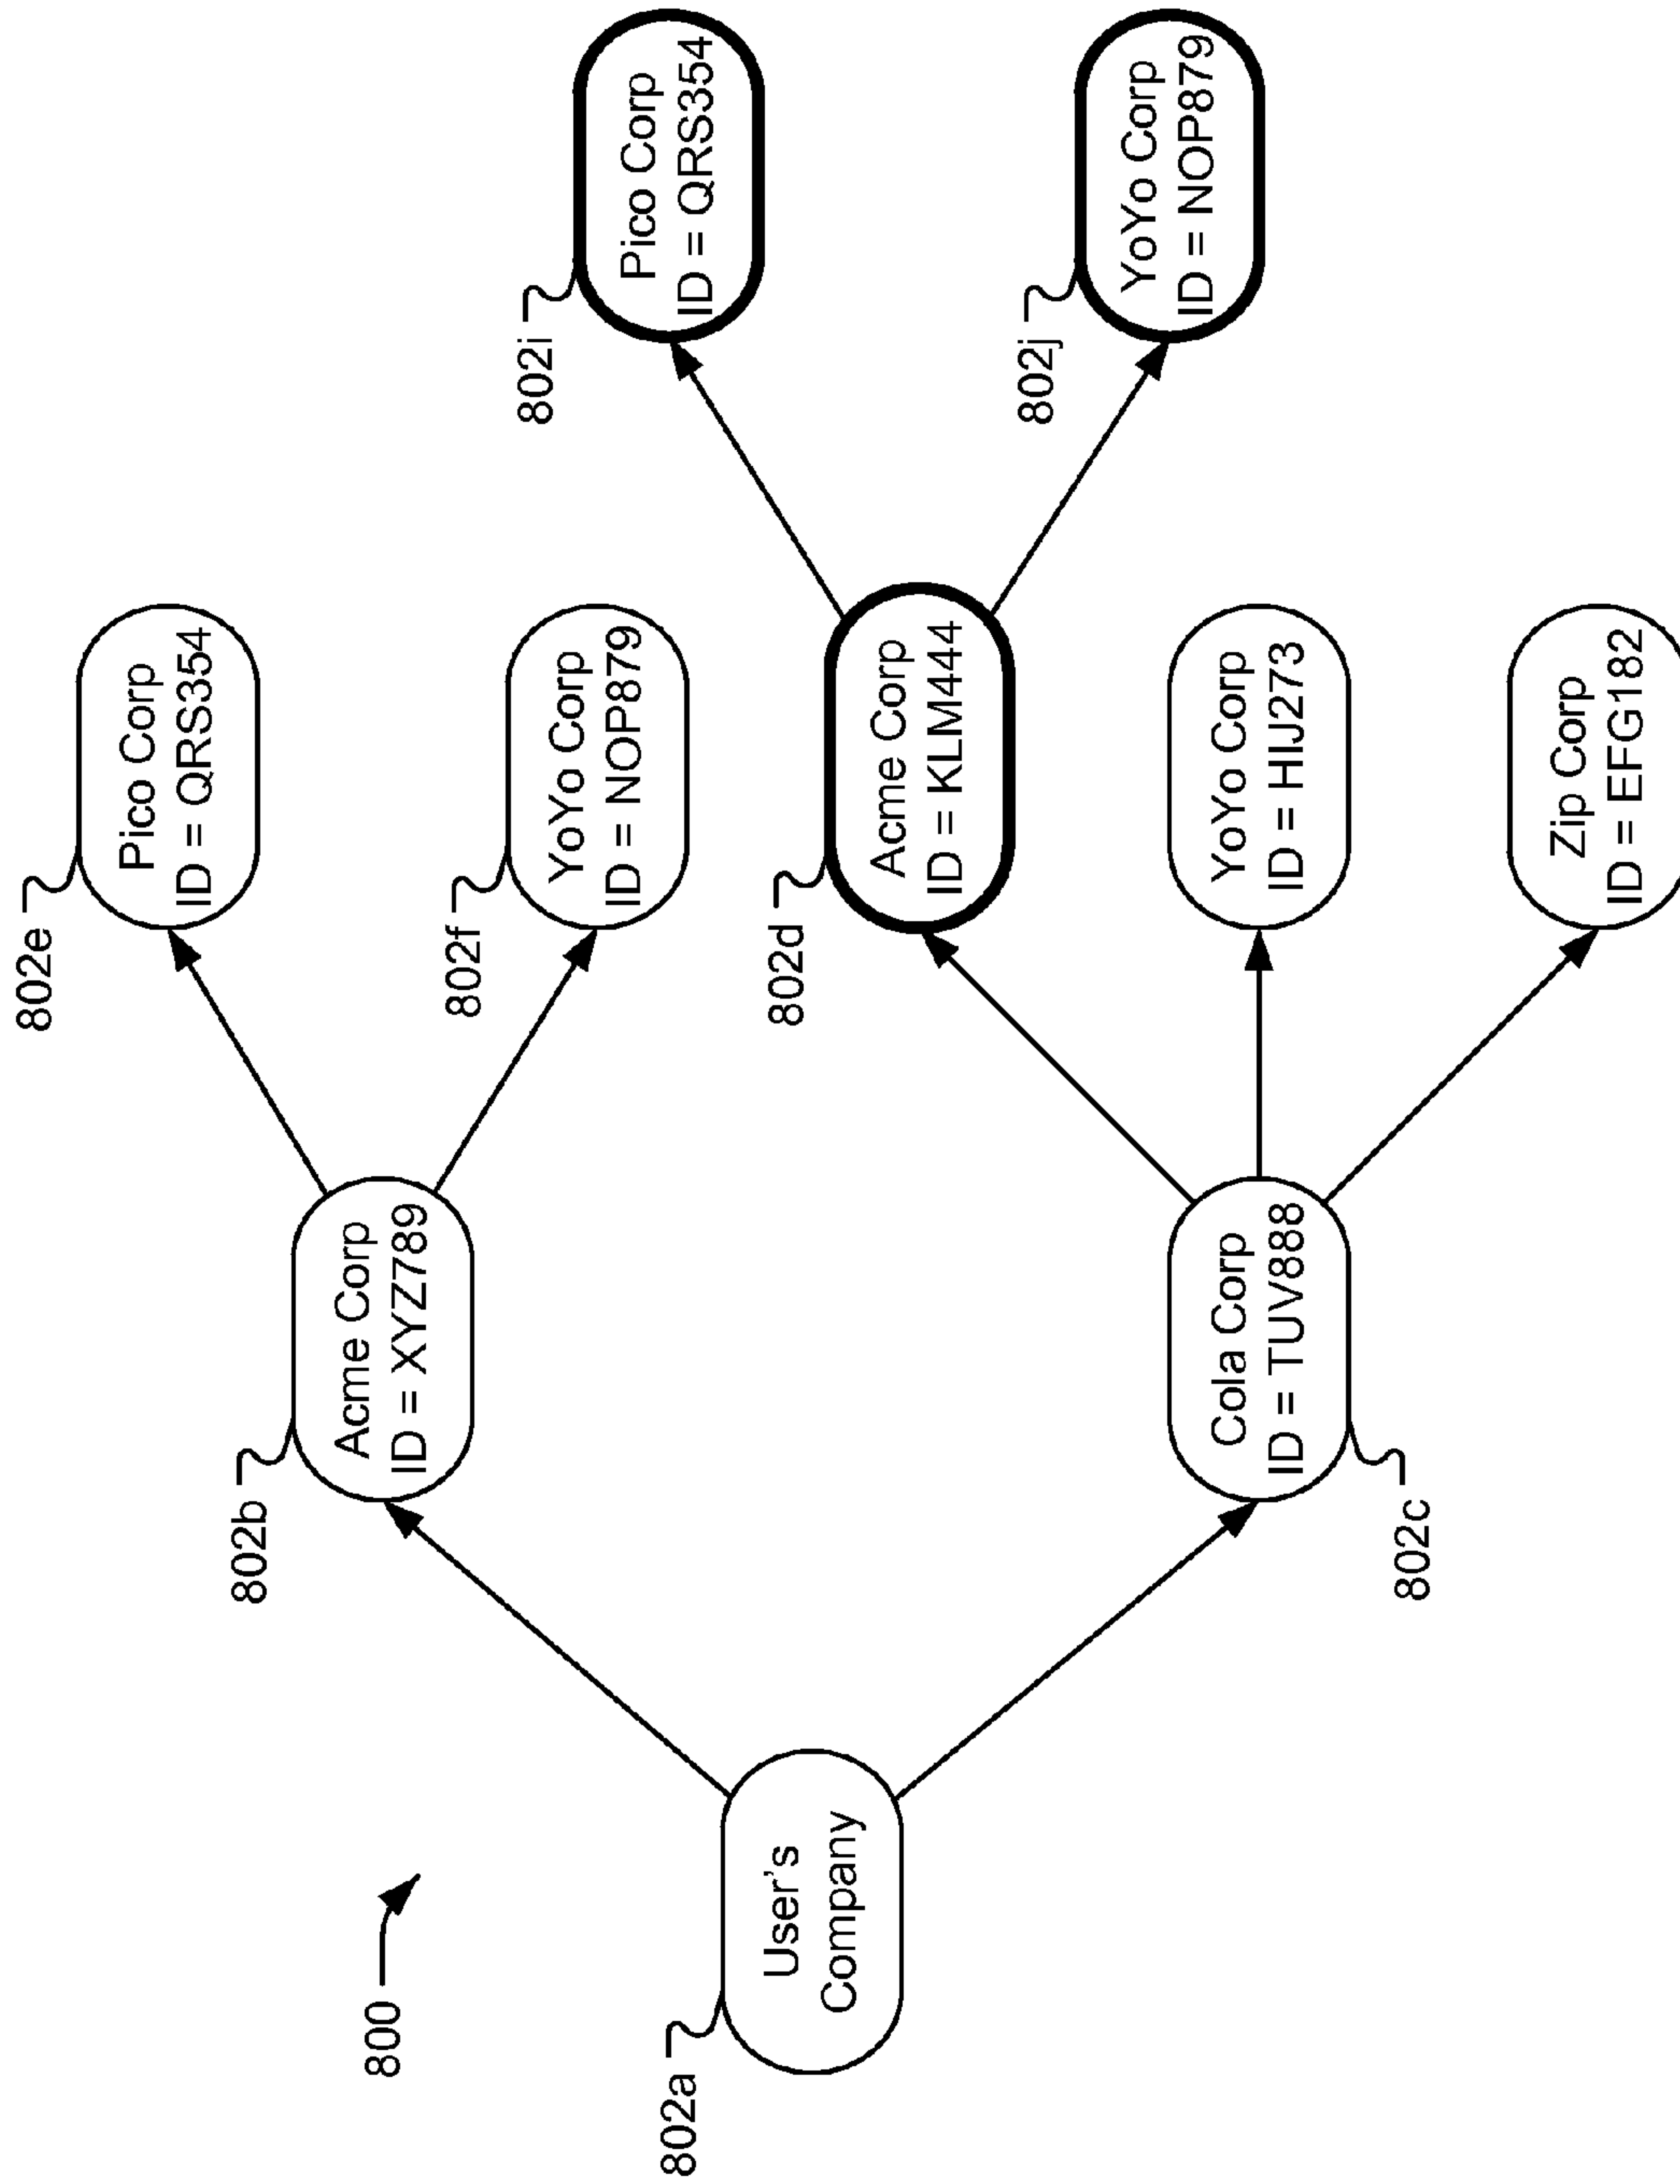 800
802a
User's
Company
802b
Acme Corp
ID = XYZ789
802c
Cola Corp
ID = TUV888
802e
Pico Corp
ID = QRS354
802f
YoYo Corp
ID = NOP879
802d
Acme Corp
ID = KLM444
YoYo Corp
ID = HIJ273
Zip Corp
ID = EFG182
802i
Pico Corp
ID = QRS354
802j
YoYo Corp
ID = NOP879